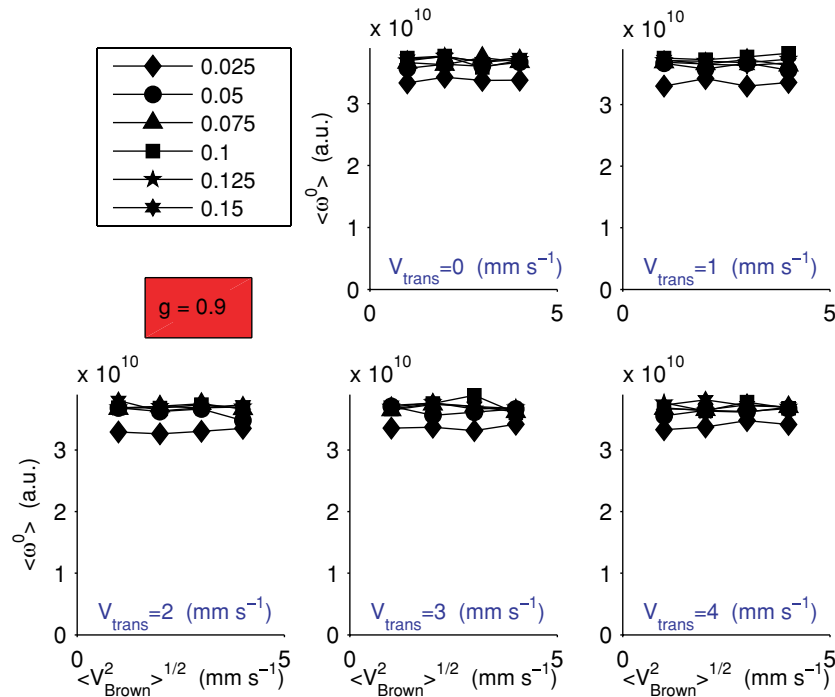 0.025
0.05
0.075
0.1
0.125
0.15
g = 0.9
x 10^10
<ω^0> (a.u.)
3
2
1
0
V_trans=0 (mm s^−1)
0
5
x 10^10
3
2
1
0
V_trans=1 (mm s^−1)
0
5
x 10^10
<ω^0> (a.u.)
3
2
1
0
V_trans=2 (mm s^−1)
0
5
<V^2_Brown>^1/2 (mm s^−1)
x 10^10
3
2
1
0
V_trans=3 (mm s^−1)
0
5
<V^2_Brown>^1/2 (mm s^−1)
x 10^10
3
2
1
0
V_trans=4 (mm s^−1)
0
5
<V^2_Brown>^1/2 (mm s^−1)